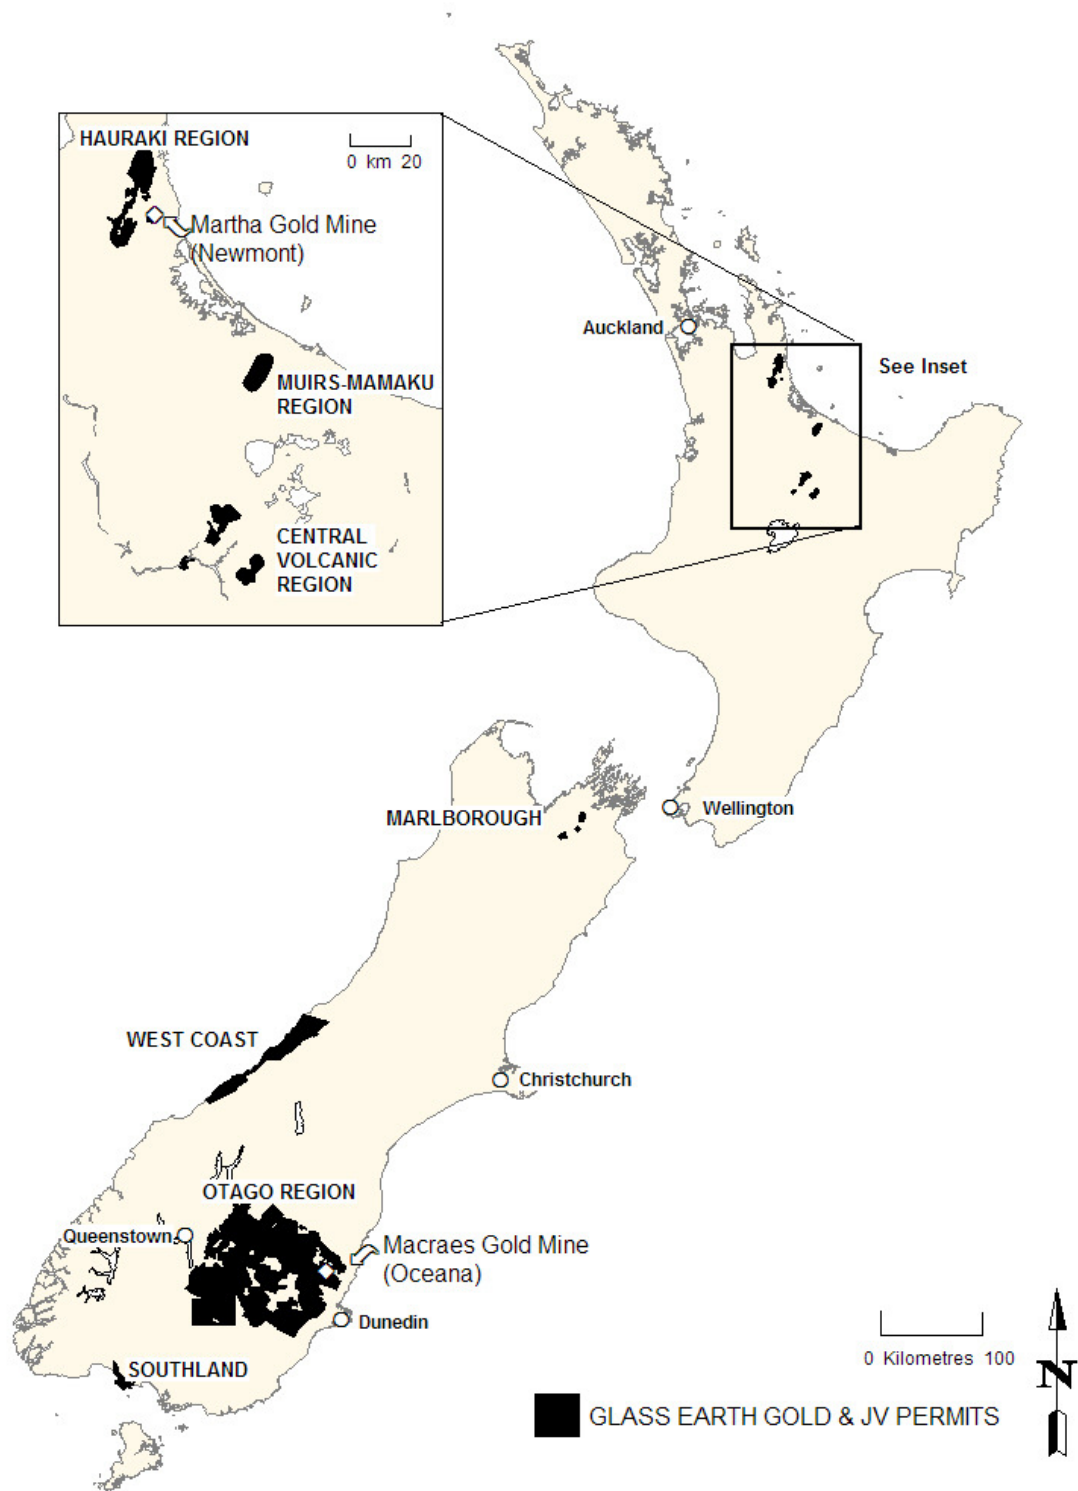 HAURAKI REGION
0 km 20
Martha Gold Mine
(Newmont)
Auckland
See Inset
MUIRS-MAMAKU
REGION
CENTRAL
VOLCANIC
REGION
MARLBOROUGH
Wellington
WEST COAST
Christchurch
OTAGO REGION
Queenstown
Macraes Gold Mine
(Oceana)
Dunedin
0 Kilometres 100
SOUTHLAND
N
GLASS EARTH GOLD & JV PERMITS